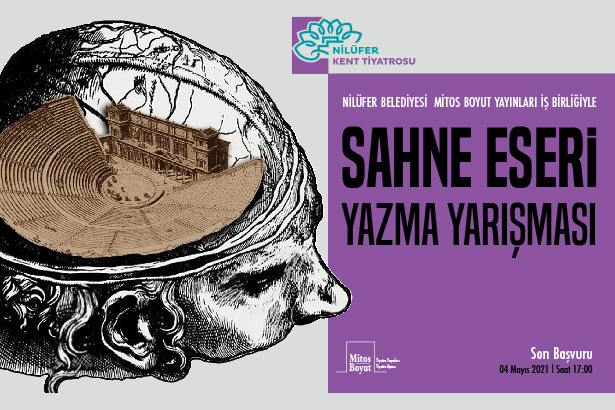 NİLÜFER
KENT TİYATROSU
NİLÜFER BELEDİYESİ MİTOS BOYUT YAYINLARI İŞ BİRLİĞİYLE
SAHNE ESERİ
YAZMA YARIŞMASI
Son Başvuru
04 Mayıs 2021 | Saat 17:00
Mitos
Boyut